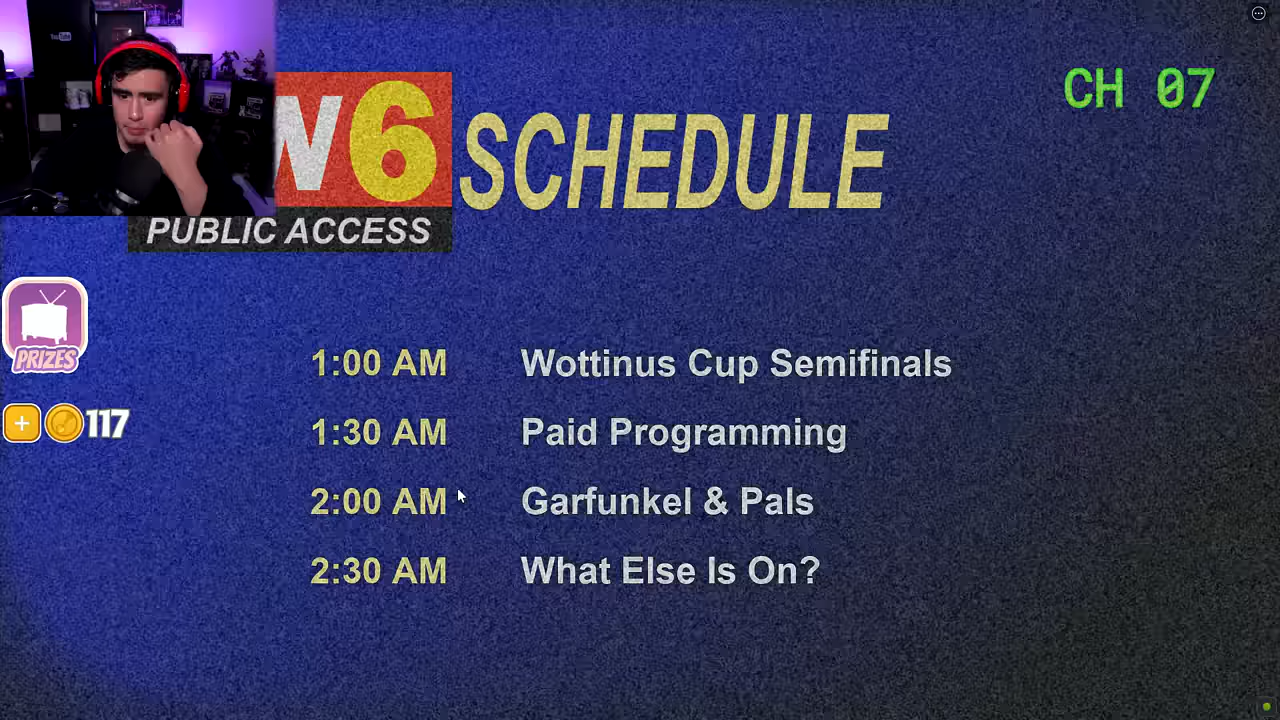 CH 07
W6 SCHEDULE
PUBLIC ACCESS
PRIZES
117
1:00 AM Wottinus Cup Semifinals
1:30 AM Paid Programming
2:00 AM Garfunkel & Pals
2:30 AM What Else Is On?